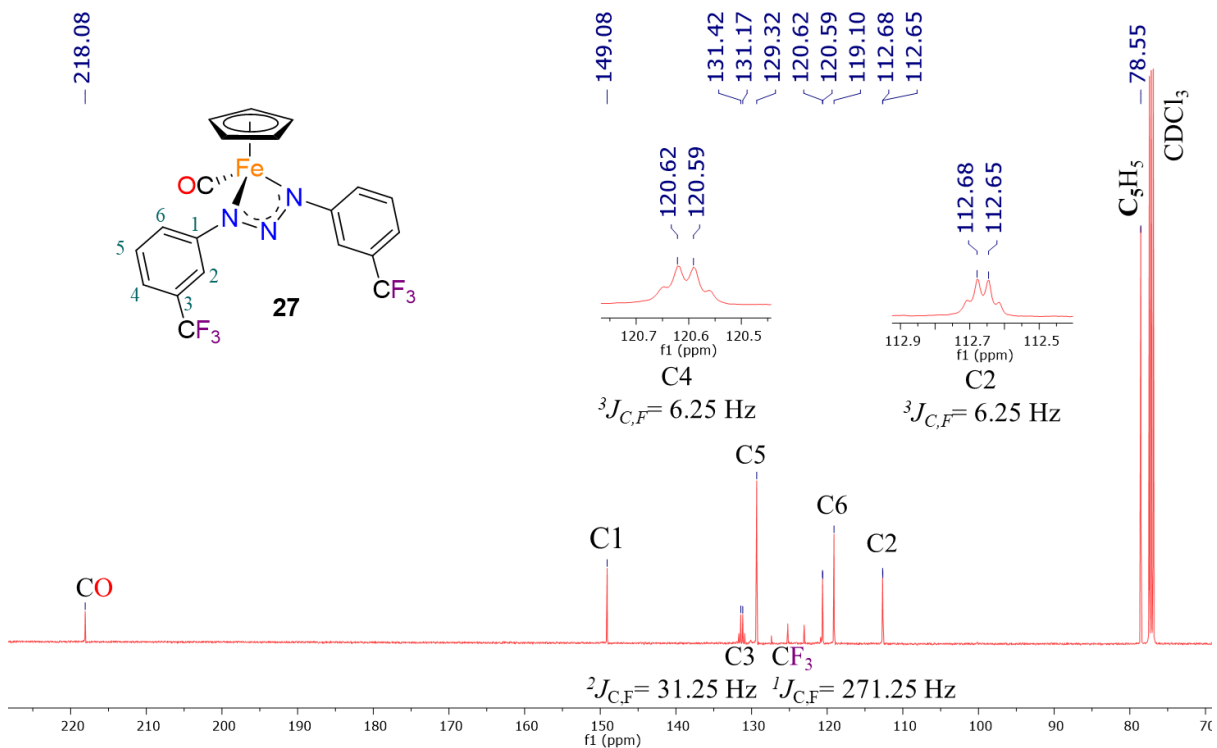 218.08
149.08
131.42
131.17
129.32
120.62
120.59
119.10
112.68
112.65
78.55
CDCl₃
C₅H₅
Fe
OC
N
N
N
6
1
5
2
4
3
CF₃
CF₃
27
120.62
120.59
112.68
112.65
120.7 120.6 120.5
f1 (ppm)
112.9 112.7 112.5
f1 (ppm)
C4
C2
³J_C,F= 6.25 Hz
³J_C,F= 6.25 Hz
C5
C6
C1
C2
CO
C3 CF₃
²J_C,F= 31.25 Hz ¹J_C,F= 271.25 Hz
220 210 200 190 180 170 160 150 140 130 120 110 100 90 80 70
f1 (ppm)